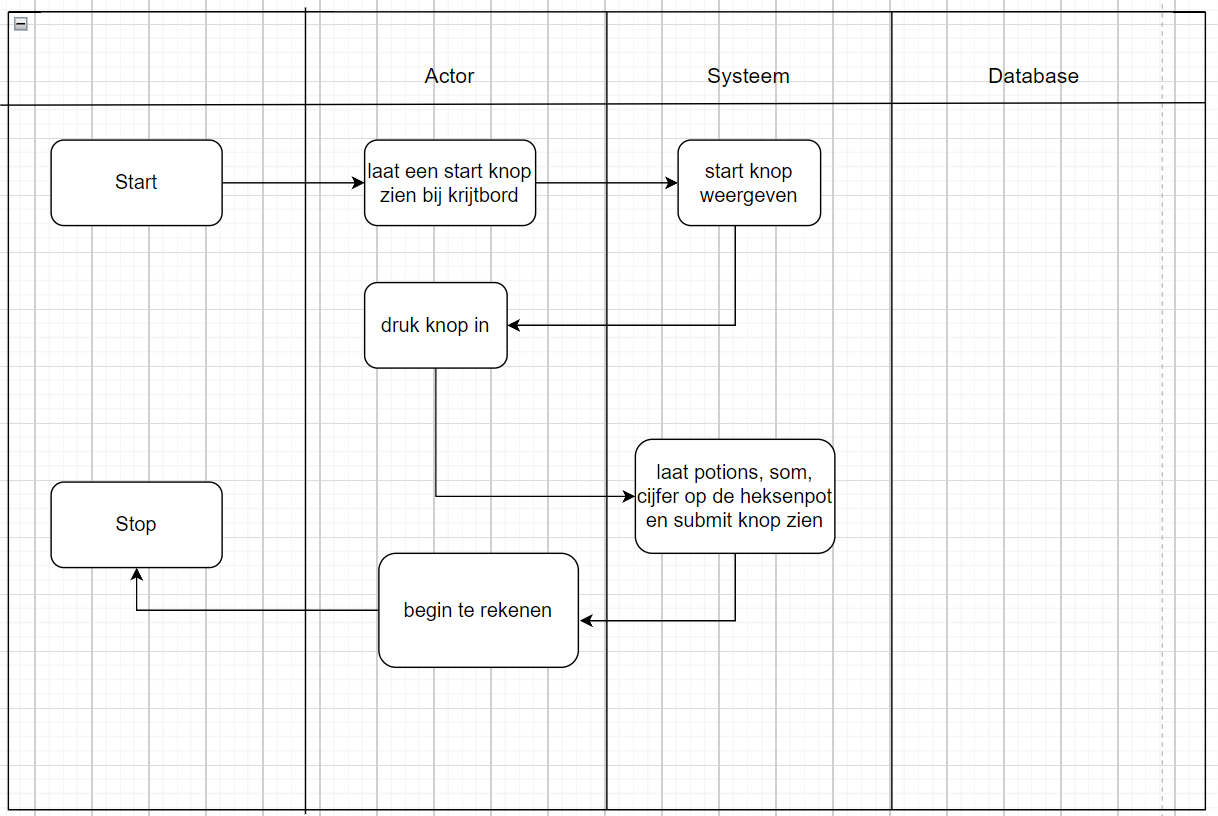 Actor
Systeem
Database
Start
laat een start knop
zien bij krijtbord
start knop
weergeven
druk knop in
laat potions, som,
cijfer op de heksenpot
en submit knop zien
Stop
begin te rekenen